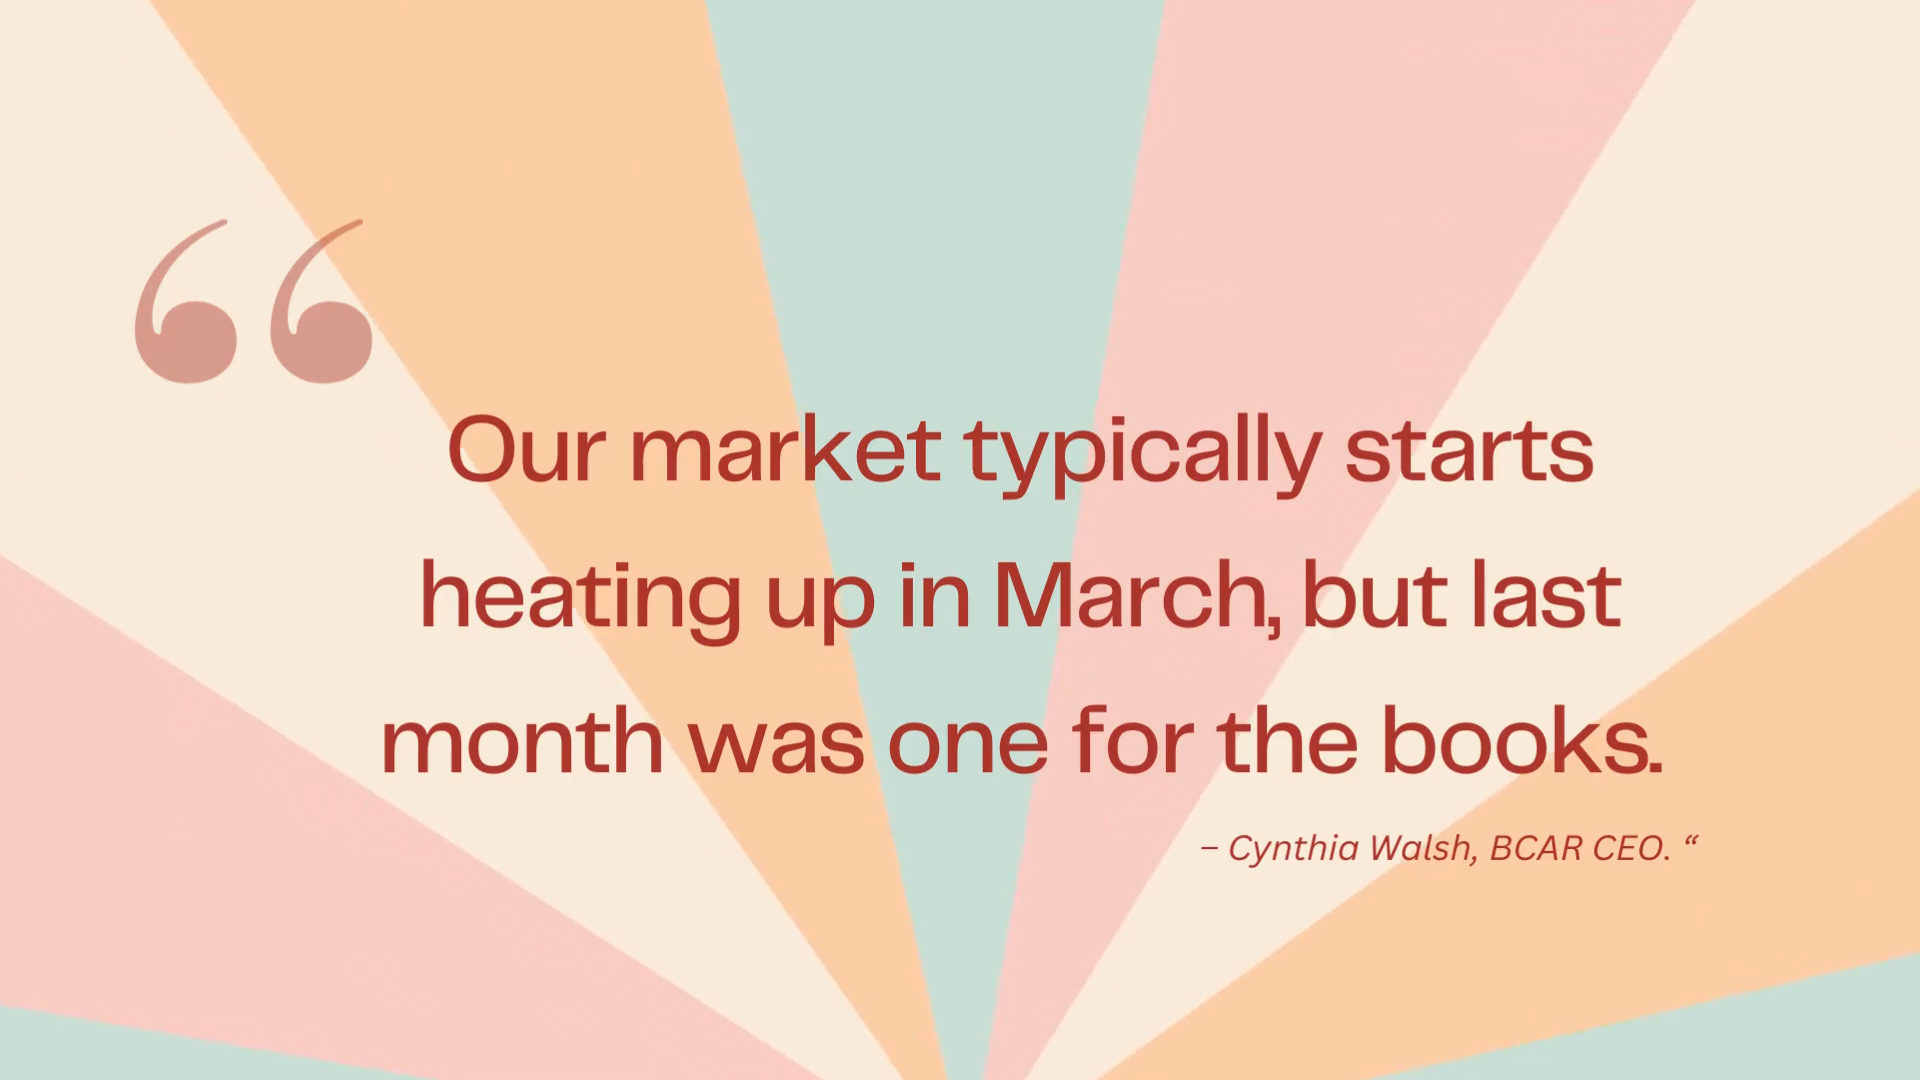 “
Our market typically starts
heating up in March, but last
month was one for the books.
– Cynthia Walsh, BCAR CEO. “